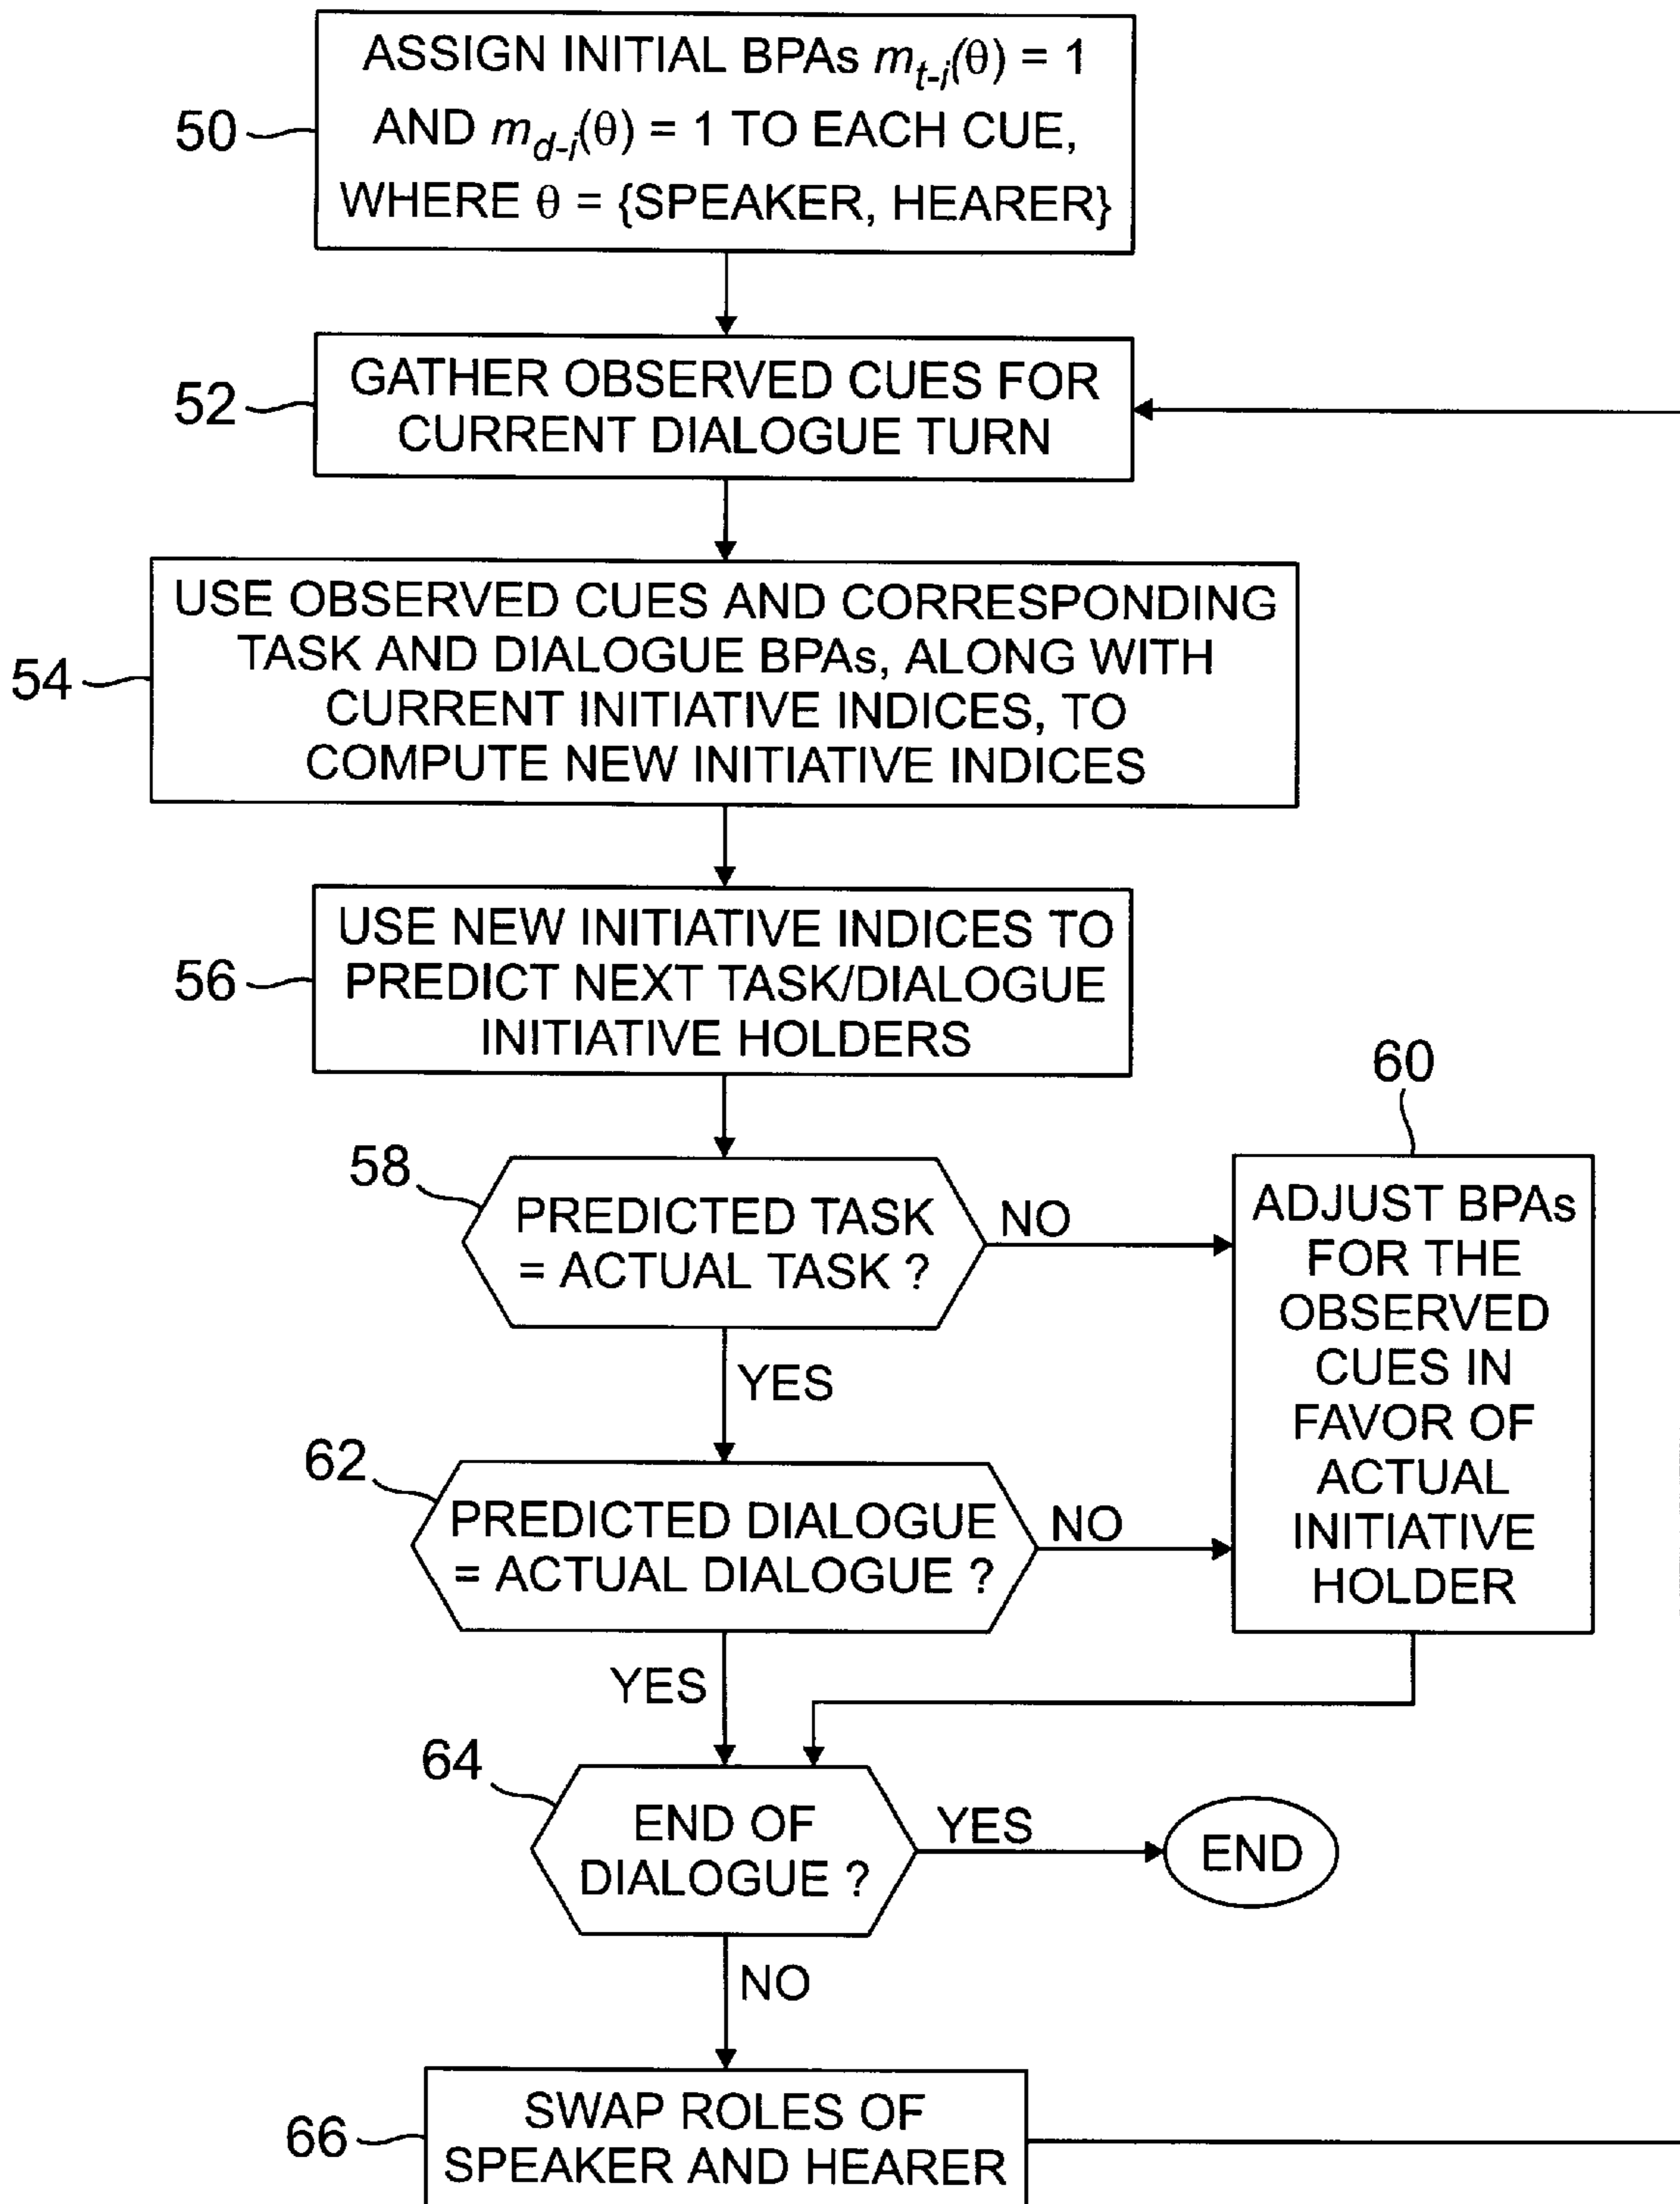 ASSIGN INITIAL BPAs m_{t-i}(θ) = 1
AND m_{d-i}(θ) = 1 TO EACH CUE,
WHERE θ = {SPEAKER, HEARER}
50
GATHER OBSERVED CUES FOR
CURRENT DIALOGUE TURN
52
USE OBSERVED CUES AND CORRESPONDING
TASK AND DIALOGUE BPAs, ALONG WITH
CURRENT INITIATIVE INDICES, TO
COMPUTE NEW INITIATIVE INDICES
54
USE NEW INITIATIVE INDICES TO
PREDICT NEXT TASK/DIALOGUE
INITIATIVE HOLDERS
56
58
PREDICTED TASK
= ACTUAL TASK ?
NO
YES
60
ADJUST BPAs
FOR THE
OBSERVED
CUES IN
FAVOR OF
ACTUAL
INITIATIVE
HOLDER
62
PREDICTED DIALOGUE
= ACTUAL DIALOGUE ?
NO
YES
64
END OF
DIALOGUE ?
YES
END
NO
66
SWAP ROLES OF
SPEAKER AND HEARER